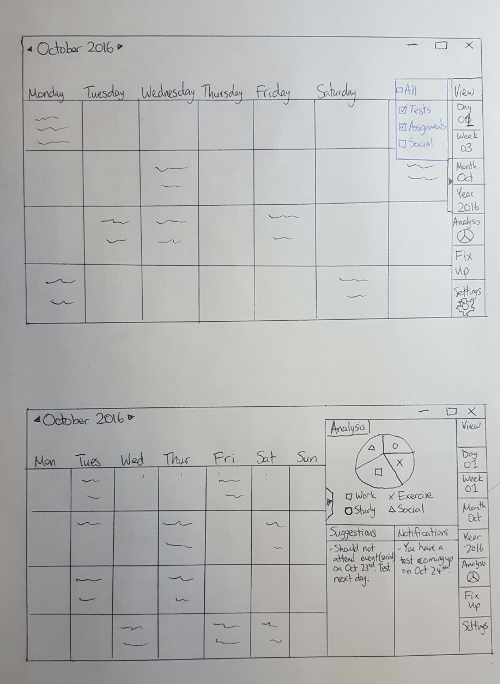 ◂ October 2016 ▸
Monday Tuesday Wednesday Thursday Friday Saturday
All
Tests
Assignments
Social
View
Day
Week
03
Month
Oct
Year
2016
Analysis
Fix
Up
Settings
◂ October 2016 ▸
Mon Tues Wed Thur Fri Sat Sun
Analysis
□ Work x Exercise
○ Study △ Social
Suggestions
- Should not
attend event(social)
on Oct 23rd. Test
next day.
Notifications
- You have a
test coming up
on Oct 24th.
View
Day
01
Week
01
Month
Oct
Year
2016
Analysis
Fix
Up
Settings